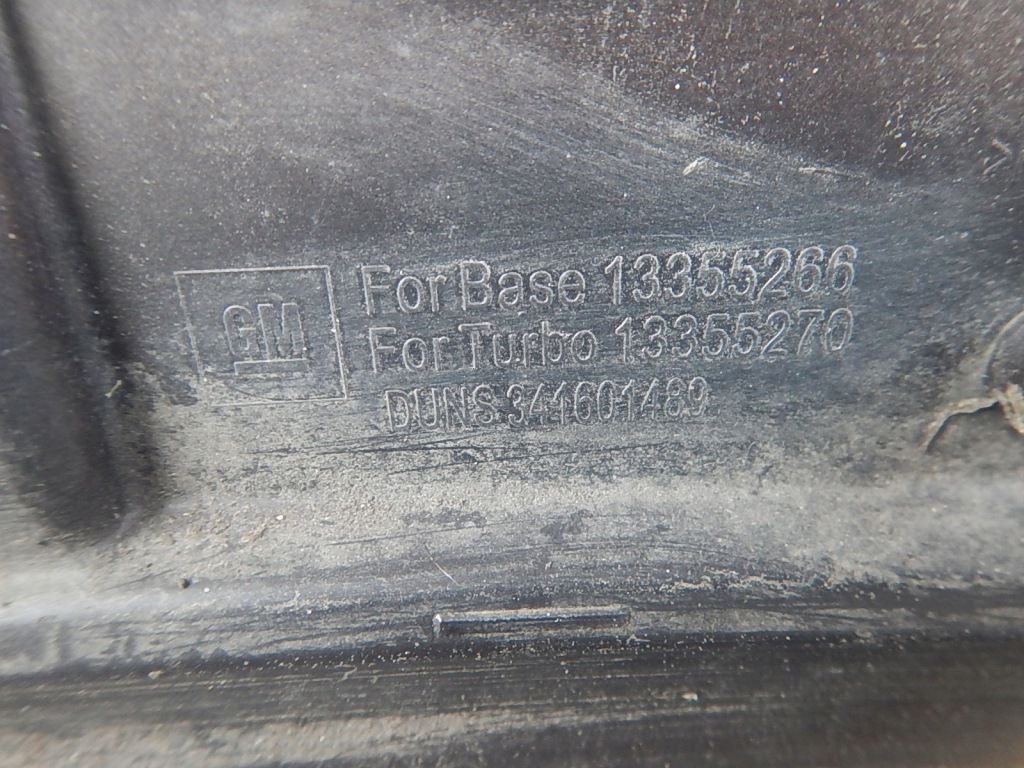 GM
For Base 13355266
For Turbo 13355270
DUNS 341601489